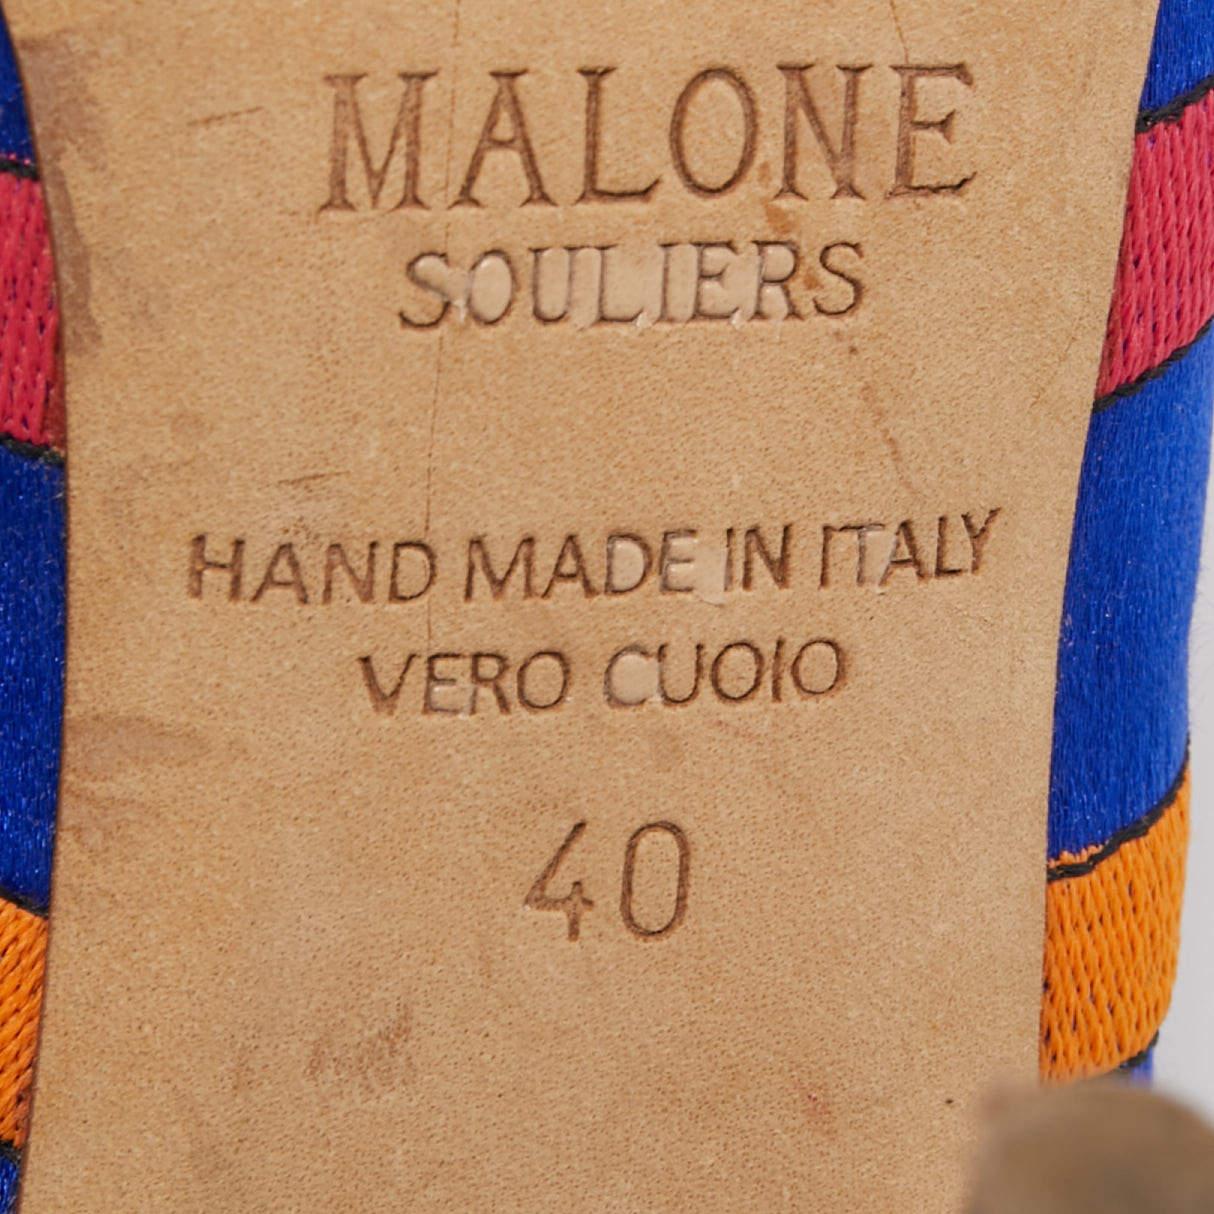 MALONE
SOULIERS
HAND MADE IN ITALY
VERO CUOIO
40